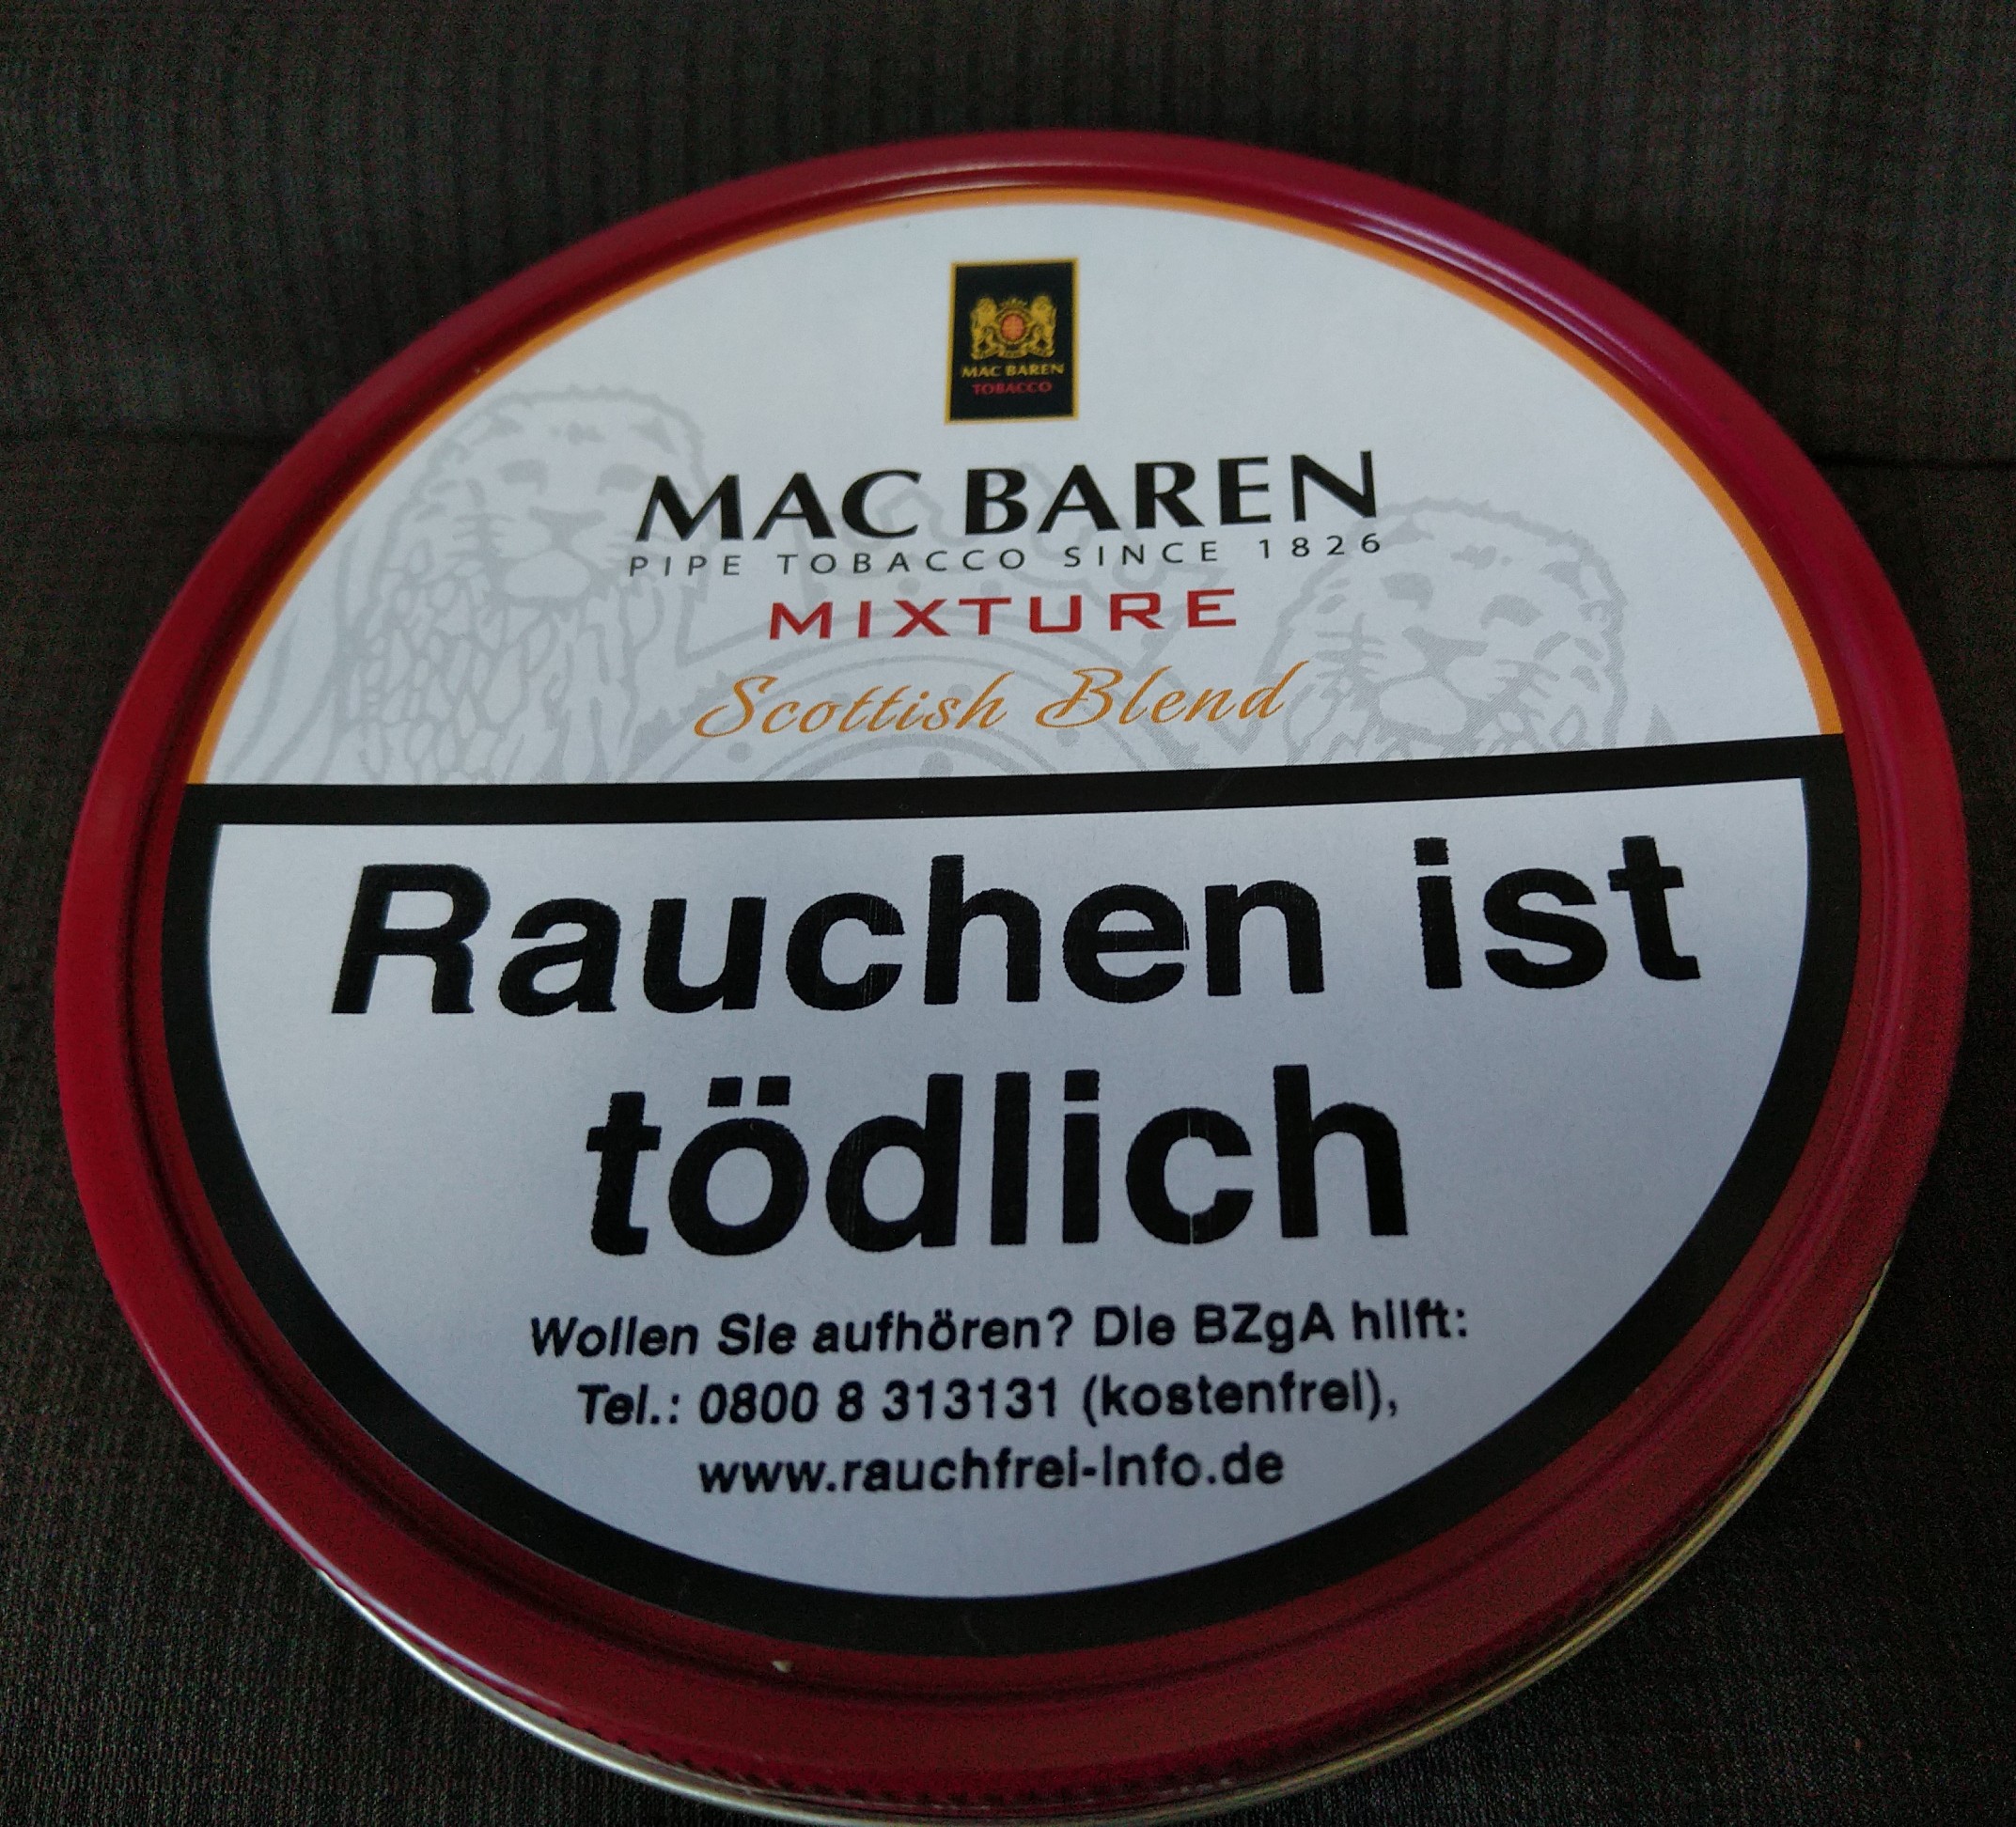 MAC BAREN
TOBACCO
MAC BAREN
PIPE TOBACCO SINCE 1826
MIXTURE
Scottish Blend
Rauchen ist
tödlich
Wollen Sie aufhören? Die BZgA hilft:
Tel.: 0800 8 313131 (kostenfrei),
www.rauchfrei-info.de